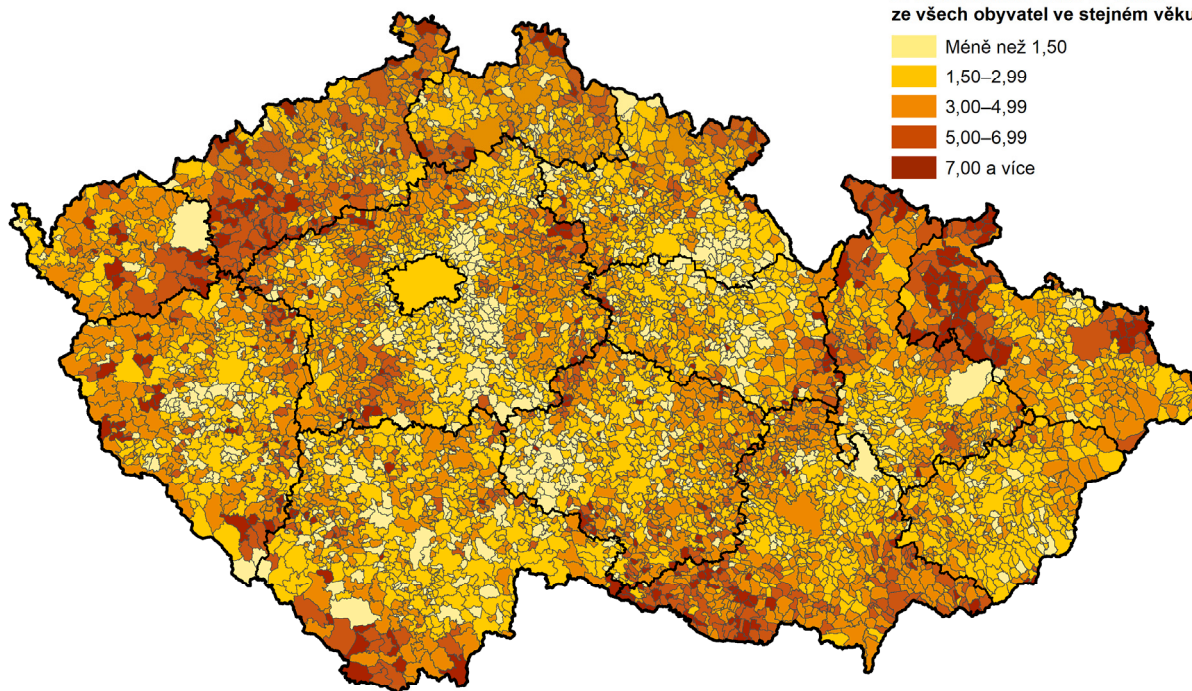 ze všech obyvatel ve stejném věku
Méně než 1,50
1,50–2,99
3,00–4,99
5,00–6,99
7,00 a více